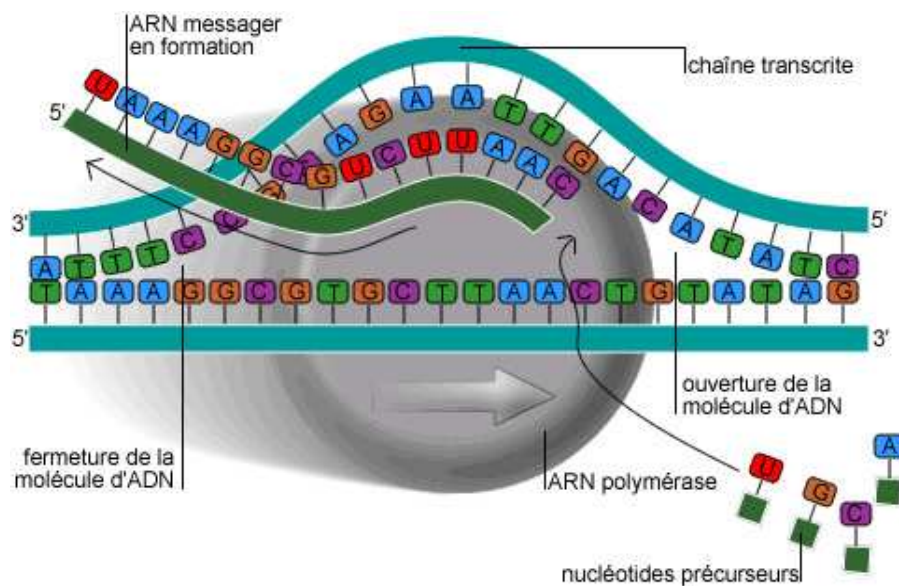 ARN messager
en formation
chaîne transcrite
5'
U A A A G G C G U C U U A A C
3'
5'
A T T T C C G A G A A T T G A C A T A T C
T A A A G G C G T G C T T A A C T G T A T A G
5'
3'
ouverture de la
molécule d'ADN
fermeture de la
molécule d'ADN
ARN polymérase
U G C A
nucléotides précurseurs